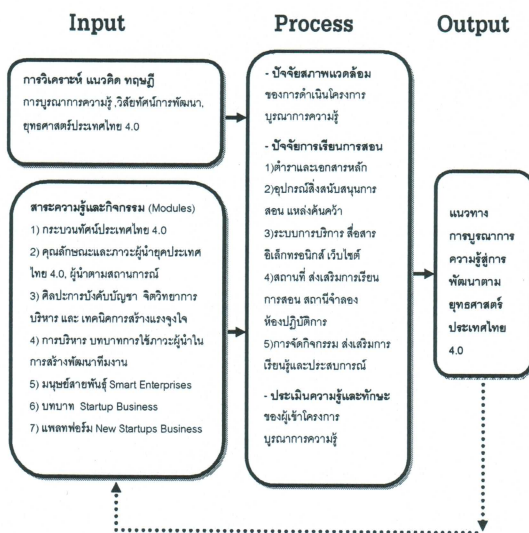 Input
Process
Output
การวิเคราะห์ แนวคิด ทฤษฎี
การบูรณาการความรู้ ,วิสัยทัศน์การพัฒนา,
ยุทธศาสตร์ประเทศไทย 4.0
สาระความรู้และกิจกรรม (Modules)
1) กระบวนทัศน์ประเทศไทย 4.0
2) คุณลักษณะและภาวะผู้นำยุคประเทศ
ไทย 4.0, ผู้นำตามสถานการณ์
3) ศิลปะการบังคับบัญชา จิตวิทยาการ
บริหาร และ เทคนิคการสร้างแรงจูงใจ
4) การบริหาร บทบาทการใช้ภาวะผู้นำใน
การสร้างพัฒนาทีมงาน
5) มนุษย์สายพันธุ์ Smart Enterprises
6) บทบาท Startup Business
7) แพลทฟอร์ม New Startups Business
- ปัจจัยสภาพแวดล้อม
ของการดำเนินโครงการ
บูรณาการความรู้
- ปัจจัยการเรียนการสอน
1)ตำราและเอกสารหลัก
2)อุปกรณ์สิ่งสนับสนุนการ
สอน แหล่งค้นคว้า
3)ระบบการบริการ สื่อสาร
อิเล็กทรอนิกส์ เว็บไซต์
4)สถานที่ ส่งเสริมการเรียน
การสอน สถานีจำลอง
ห้องปฏิบัติการ
5)การจัดกิจกรรม ส่งเสริมการ
เรียนรู้และประสบการณ์
- ประเมินความรู้และทักษะ
ของผู้เข้าโครงการ
บูรณาการความรู้
แนวทาง
การบูรณาการ
ความรู้สู่การ
พัฒนาตาม
ยุทธศาสตร์
ประเทศไทย
4.0